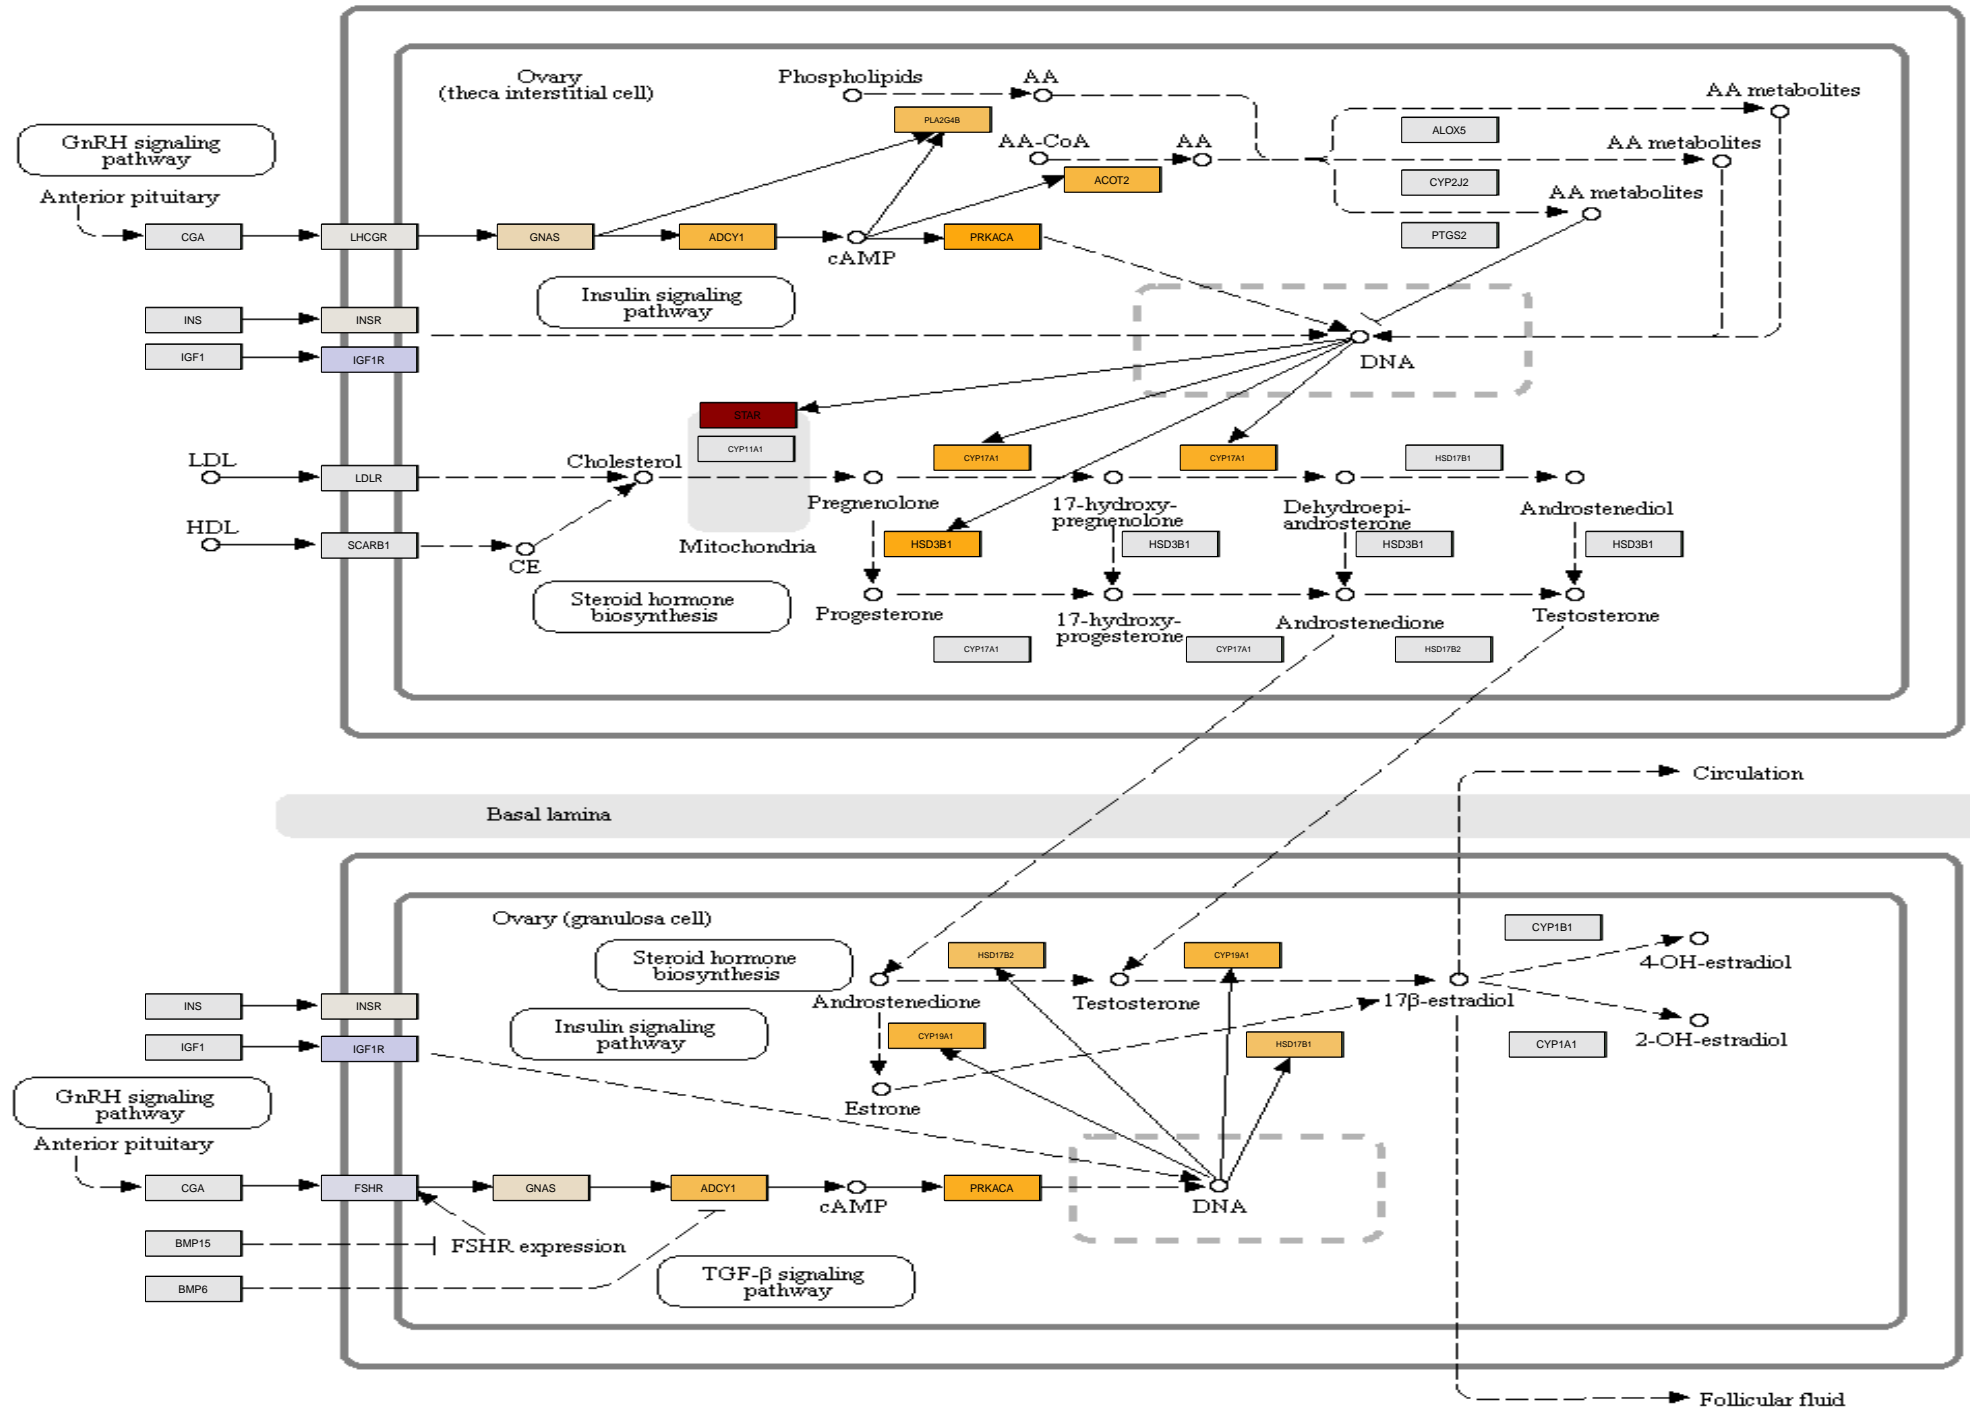 Ovary
(theca interstitial cell)
Phospholipids
AA
AA metabolites
PLA2G4B
ALOX5
GnRH signaling
pathway
AA-CoA
AA
AA metabolites
ACOT2
CYP2J2
AA metabolites
Anterior pituitary
CGA
LHCGR
GNAS
ADCY1
cAMP
PRKACA
PTGS2
Insulin signaling
pathway
INS
INSR
IGF1
IGF1R
DNA
STAR
CYP11A1
CYP17A1
CYP17A1
HSD17B1
LDL
LDLR
Cholesterol
Pregnenolone
17-hydroxy-
pregnenolone
Dehydroepi-
androsterone
Androstenediol
HDL
SCARB1
CE
Mitochondria
HSD3B1
HSD3B1
HSD3B1
HSD3B1
Steroid hormone
biosynthesis
Progesterone
17-hydroxy-
progesterone
Androstenedione
Testosterone
CYP17A1
CYP17A1
HSD17B2
Circulation
Basal lamina
Ovary (granulosa cell)
CYP1B1
Steroid hormone
biosynthesis
HSD17B2
CYP19A1
4-OH-estradiol
Androstenedione
Testosterone
17β-estradiol
INS
INSR
Insulin signaling
pathway
CYP19A1
HSD17B1
CYP1A1
2-OH-estradiol
IGF1
IGF1R
GnRH signaling
pathway
Estrone
Anterior pituitary
CGA
FSHR
GNAS
ADCY1
cAMP
PRKACA
DNA
BMP15
FSHR expression
BMP6
TGF-β signaling
pathway
Follicular fluid